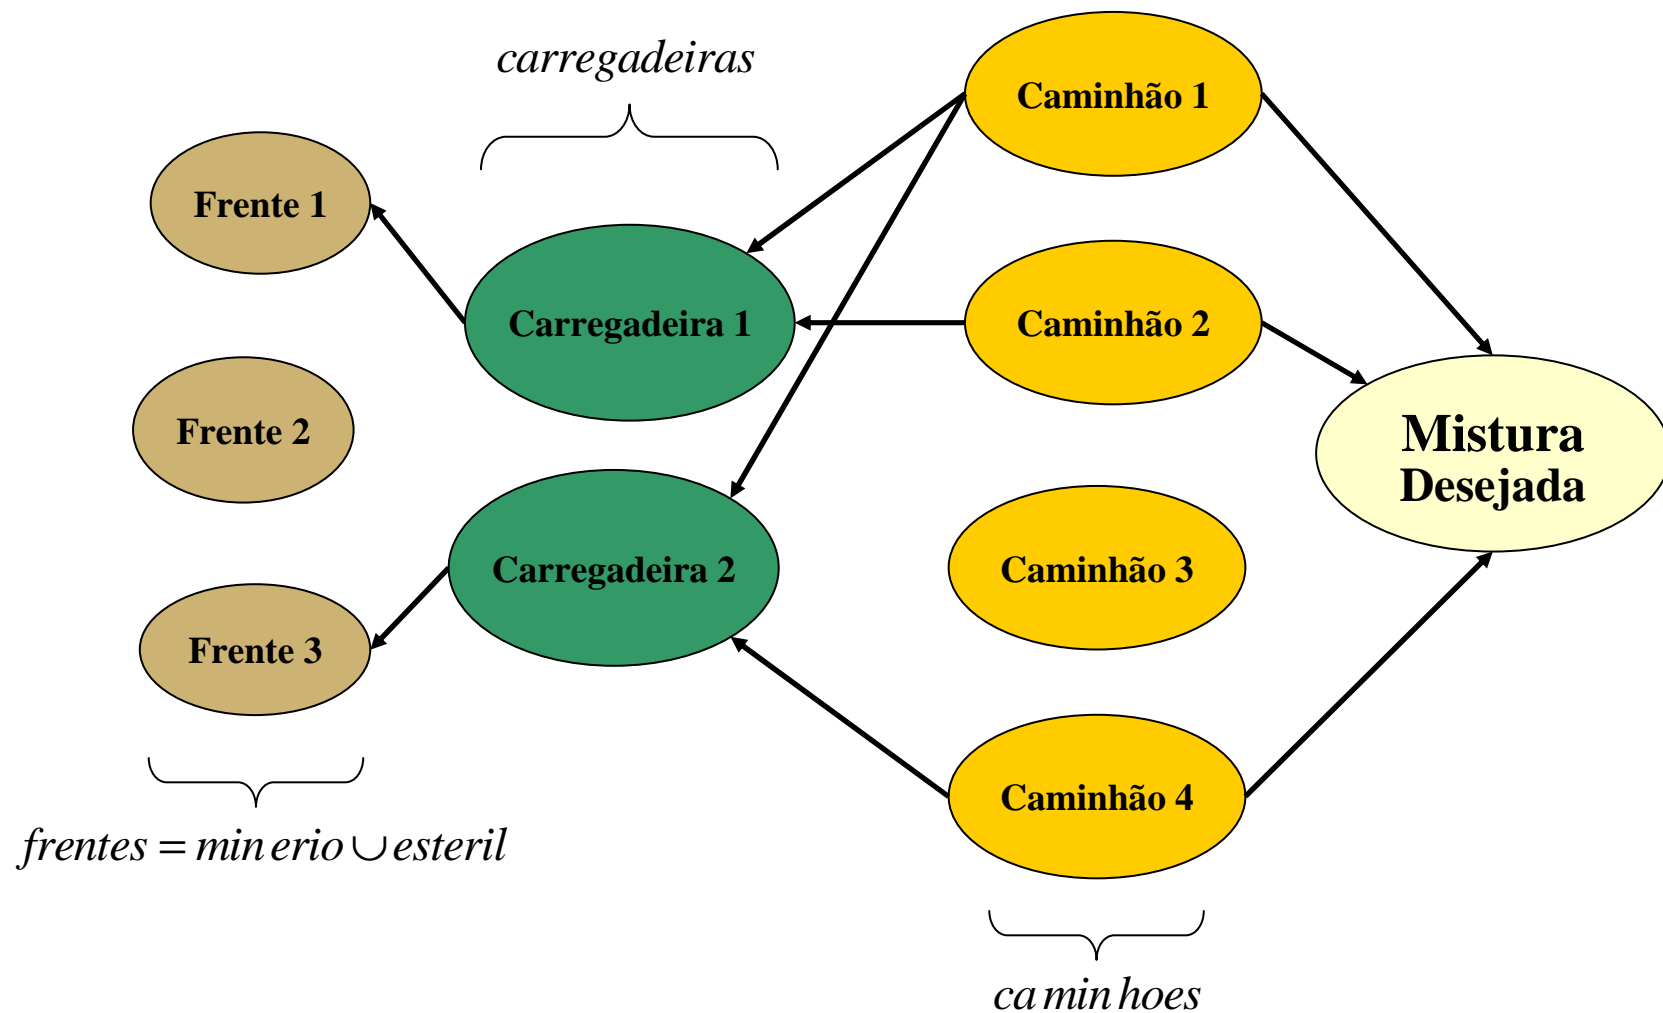 carregadeiras
Caminhão 1
Frente 1
Carregadeira 1
Caminhão 2
Frente 2
Mistura
Desejada
Carregadeira 2
Caminhão 3
Frente 3
Caminhão 4
frentes = min erio ∪ esteril
ca min hoes